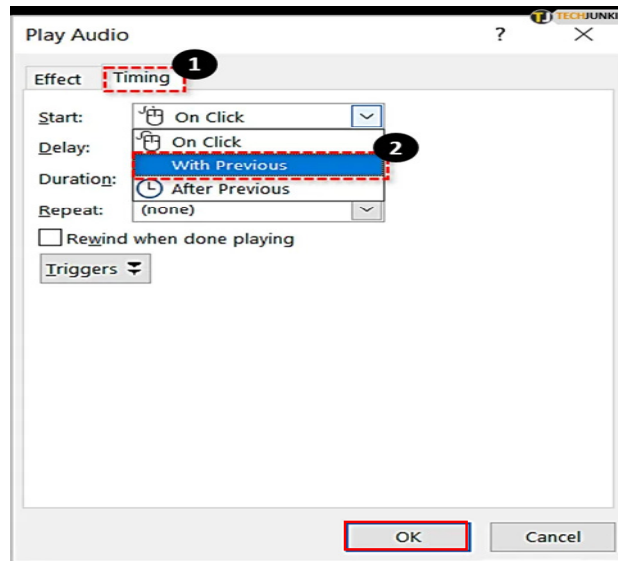 TJ TECHJUNKI
Play Audio ? ✕
Effect Timing 1
Start: On Click
Delay: On Click 2
With Previous
Duration: After Previous
Repeat: (none)
Rewind when done playing
Triggers
OK Cancel